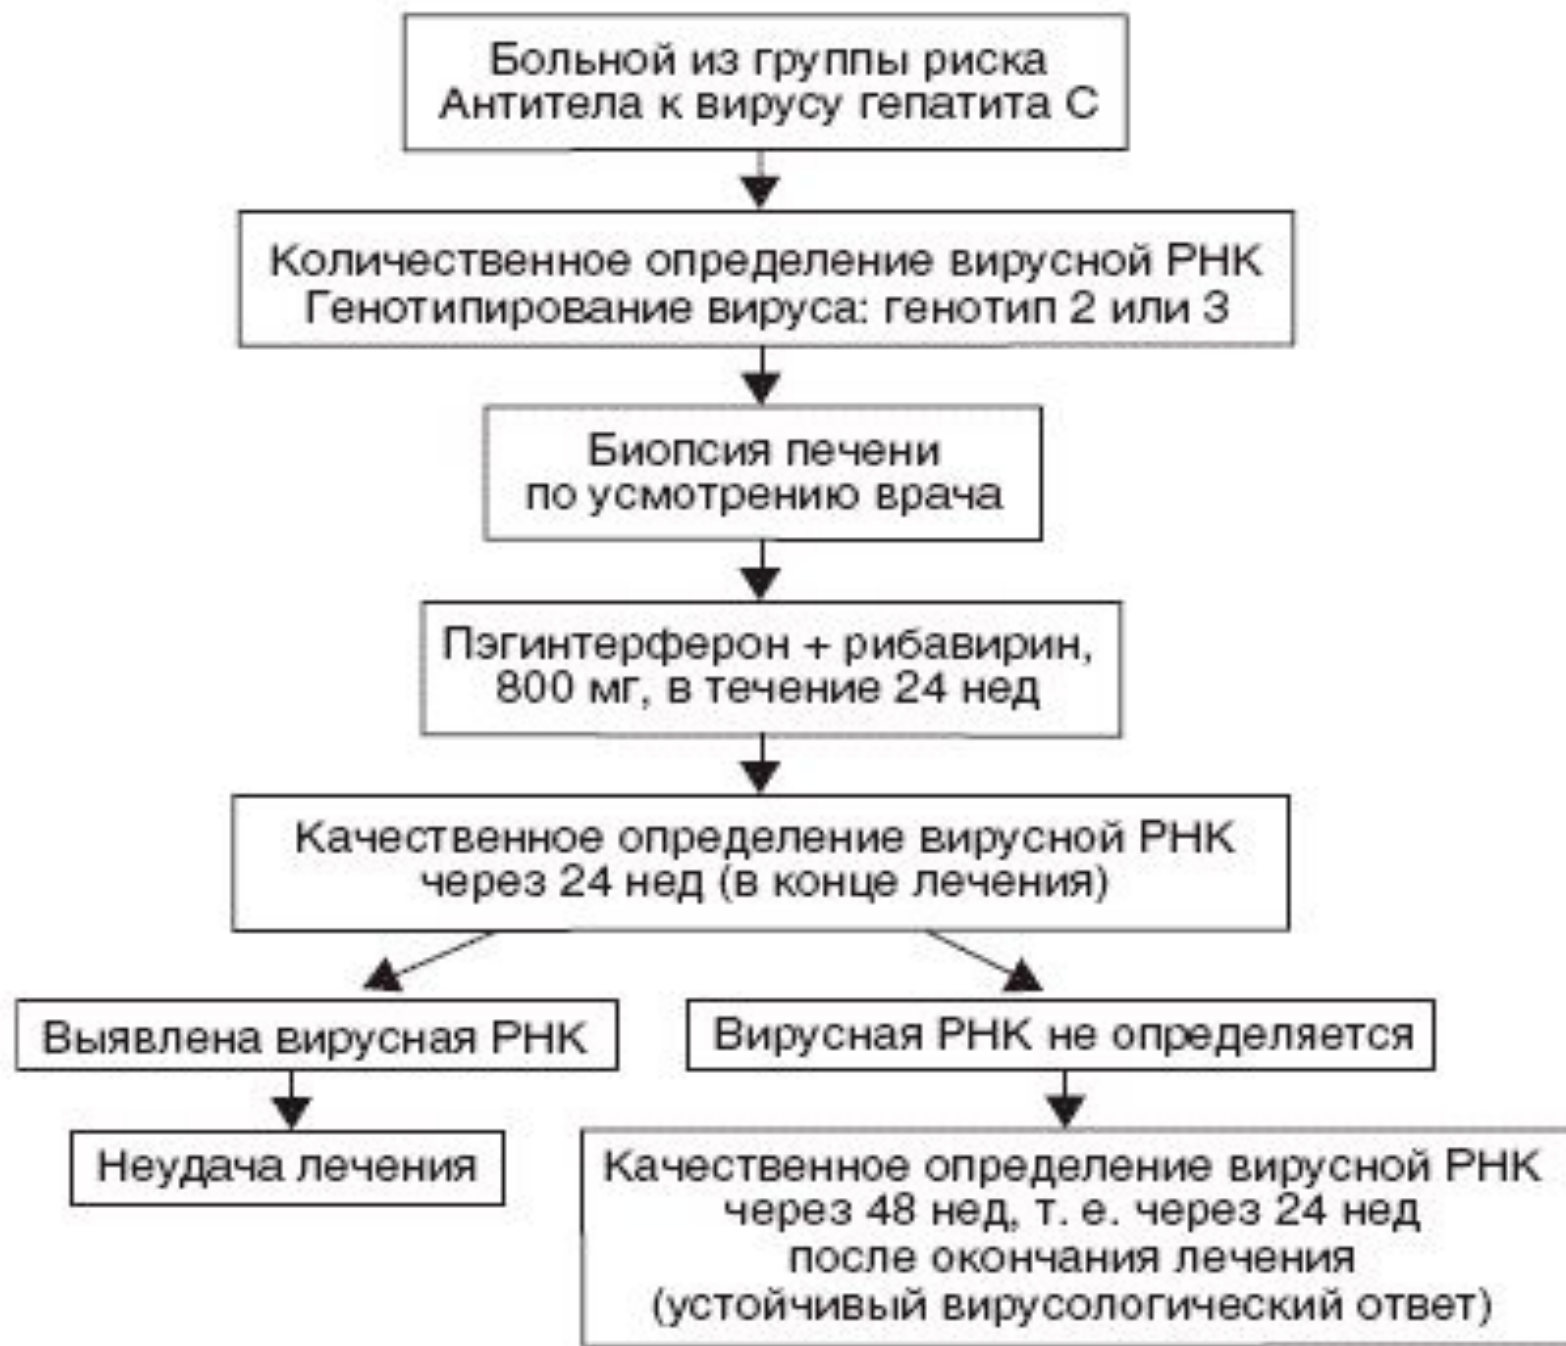 Больной из группы риска
Антитела к вирусу гепатита С
Количественное определение вирусной РНК
Генотипирование вируса: генотип 2 или 3
Биопсия печени
по усмотрению врача
Пэгинтерферон + рибавирин,
800 мг, в течение 24 нед
Качественное определение вирусной РНК
через 24 нед (в конце лечения)
Выявлена вирусная РНК
Вирусная РНК не определяется
Неудача лечения
Качественное определение вирусной РНК
через 48 нед, т. е. через 24 нед
после окончания лечения
(устойчивый вирусологический ответ)